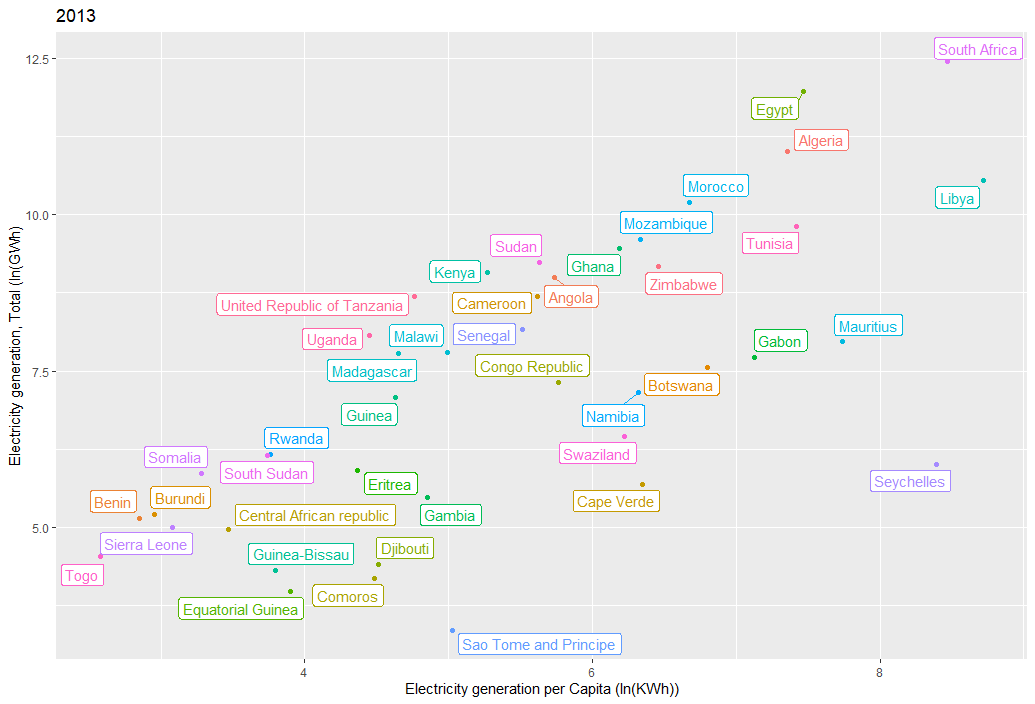 2013
South Africa
12.5
Egypt
Algeria
Morocco
Libya
10.0
Mozambique
Tunisia
Sudan
Ghana
Kenya
Zimbabwe
Angola
Cameroon
United Republic of Tanzania
Mauritius
Malawi
Senegal
Uganda
Gabon
Congo Republic
Madagascar
7.5
Botswana
Guinea
Namibia
Rwanda
Swaziland
Somalia
South Sudan
Seychelles
Eritrea
Burundi
Benin
Cape Verde
Central African republic
Gambia
5.0
Sierra Leone
Djibouti
Guinea-Bissau
Togo
Comoros
Equatorial Guinea
Sao Tome and Principe
4
6
8
Electricity generation per Capita (ln(KWh))
Electricity generation, Total (ln(GWh)